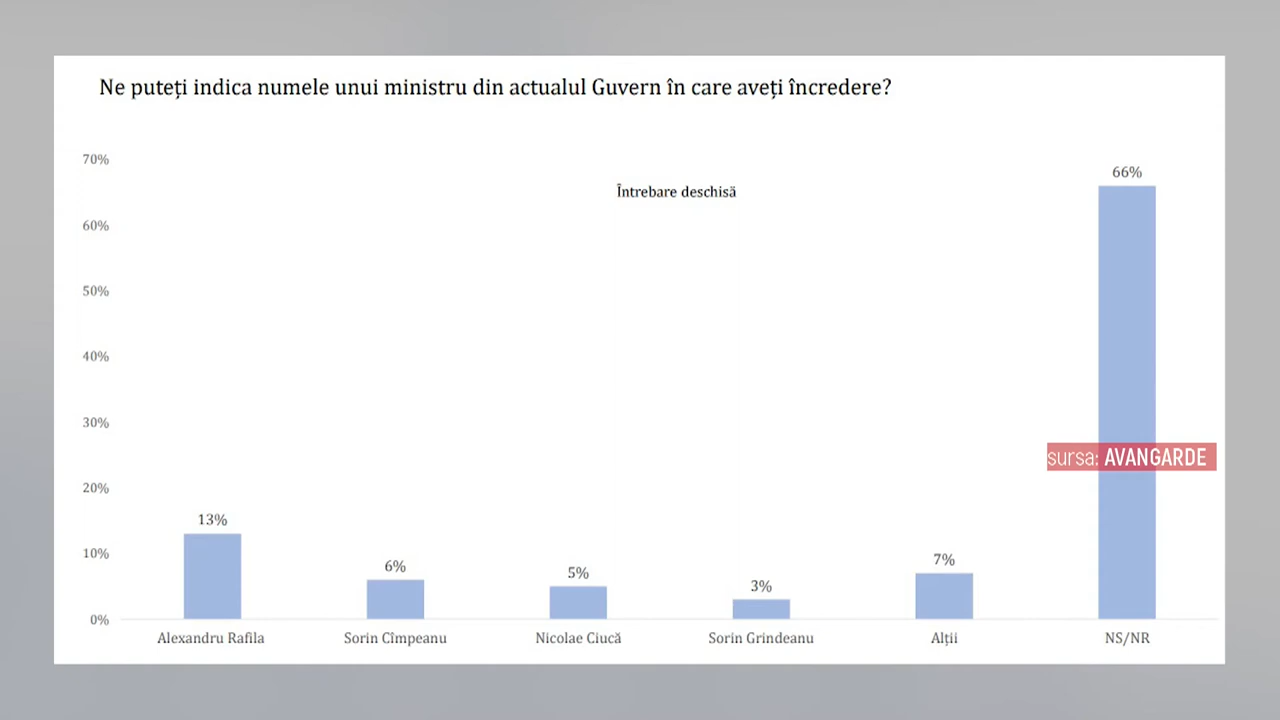 Ne puteți indica numele unui ministru din actualul Guvern în care aveți încredere?
Întrebare deschisă
70%
60%
50%
40%
30%
20%
10%
0%
13%
6%
5%
3%
7%
66%
sursa: AVANGARDE
Alexandru Rafila
Sorin Cîmpeanu
Nicolae Ciucă
Sorin Grindeanu
Alții
NS/NR